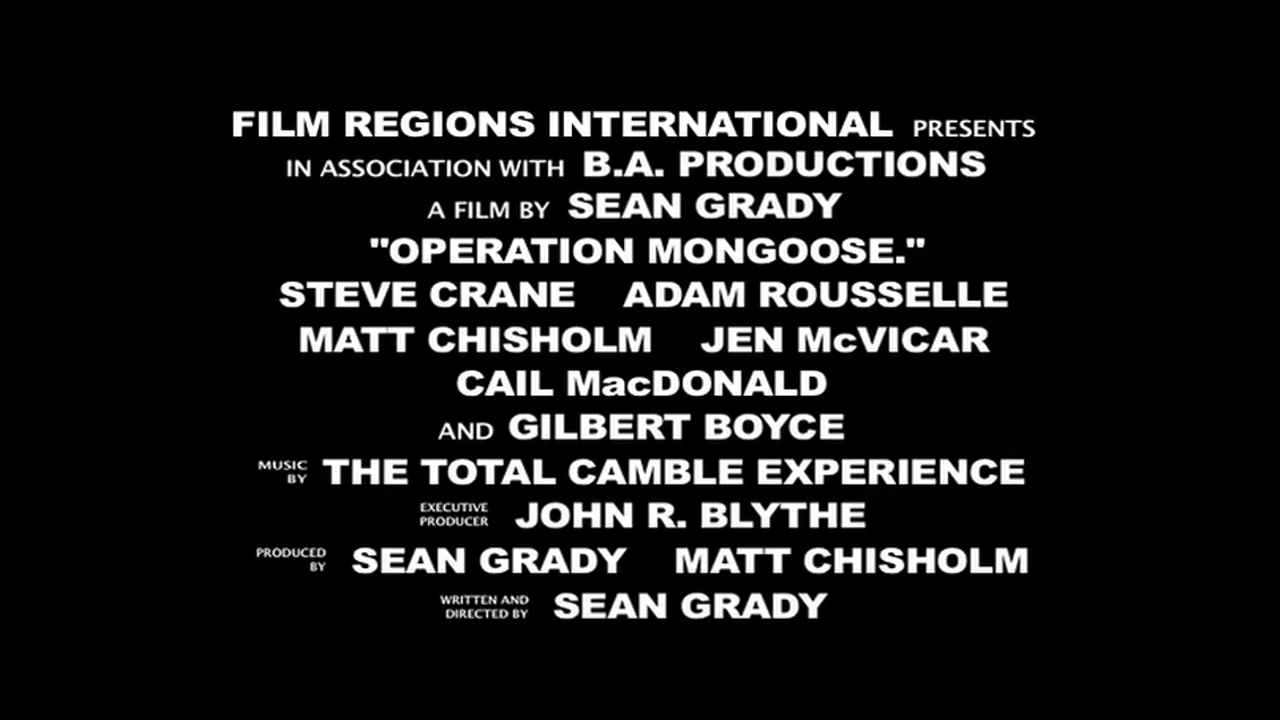 FILM REGIONS INTERNATIONAL PRESENTS
IN ASSOCIATION WITH B.A. PRODUCTIONS
A FILM BY SEAN GRADY
"OPERATION MONGOOSE."
STEVE CRANE ADAM ROUSSELLE
MATT CHISHOLM JEN McVICAR
CAIL MacDONALD
AND GILBERT BOYCE
MUSIC BY THE TOTAL CAMBLE EXPERIENCE
EXECUTIVE PRODUCER JOHN R. BLYTHE
PRODUCED BY SEAN GRADY MATT CHISHOLM
WRITTEN AND DIRECTED BY SEAN GRADY